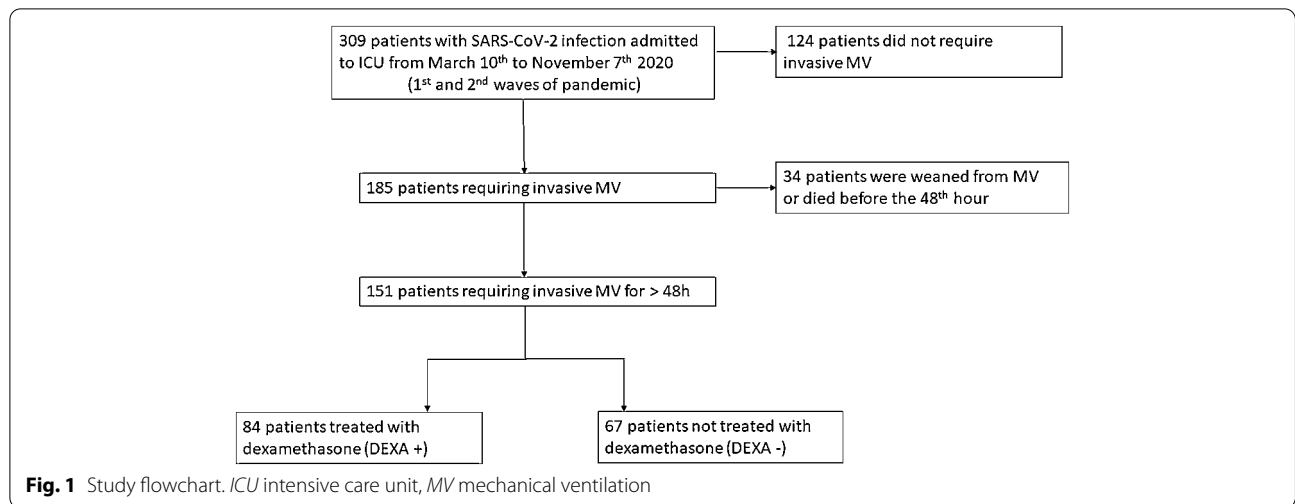 309 patients with SARS-CoV-2 infection admitted
to ICU from March 10th to November 7th 2020
(1st and 2nd waves of pandemic)
124 patients did not require
invasive MV
185 patients requiring invasive MV
34 patients were weaned from MV
or died before the 48th hour
151 patients requiring invasive MV for > 48h
84 patients treated with
dexamethasone (DEXA +)
67 patients not treated with
dexamethasone (DEXA -)
Fig. 1 Study flowchart. ICU intensive care unit, MV mechanical ventilation